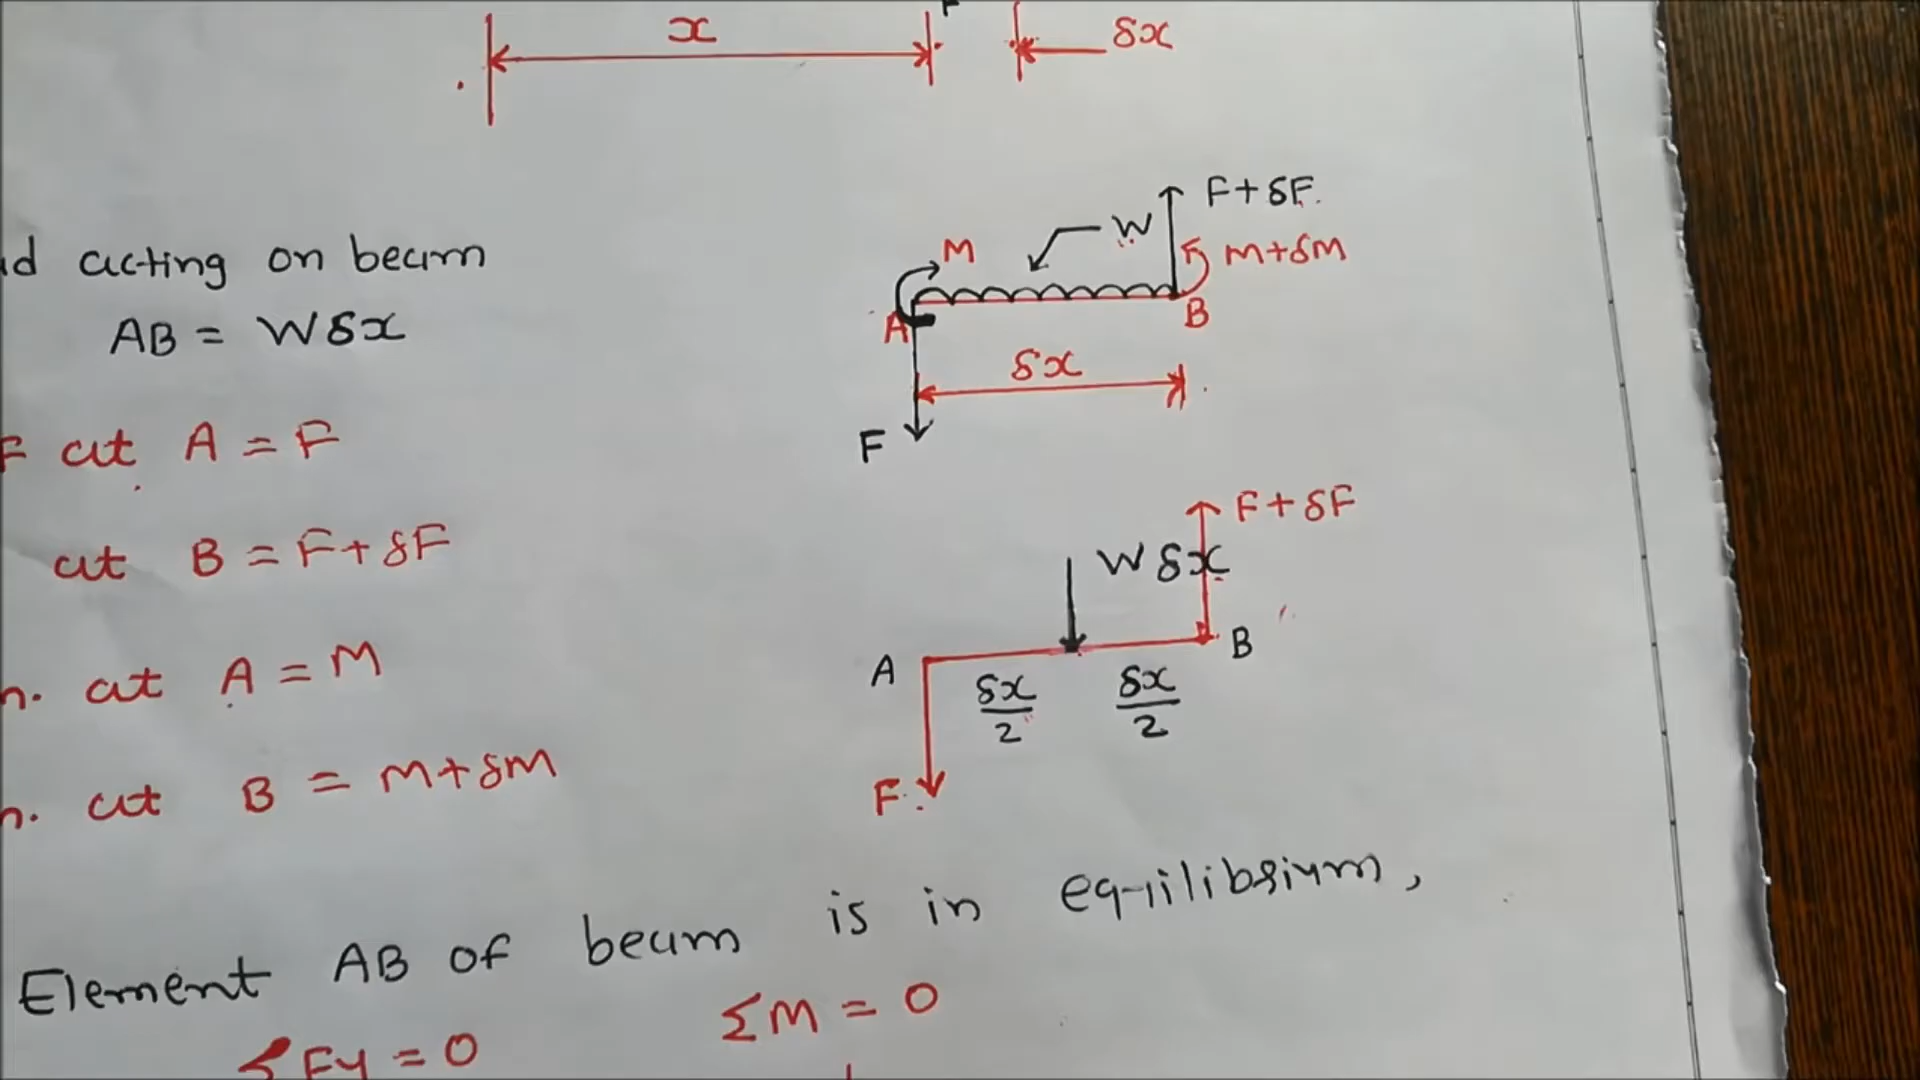 x δx
F+δF.
W
M M+δM
acting on beam
A B
AB = Wδx
δx
at A = F
F
F+δF
at B = F+δF
Wδx
A B
δx/2 δx/2
at A = M
F.
at B = M+δM
Element AB of beam is in equilibrium,
ΣM = 0
ΣFy = 0